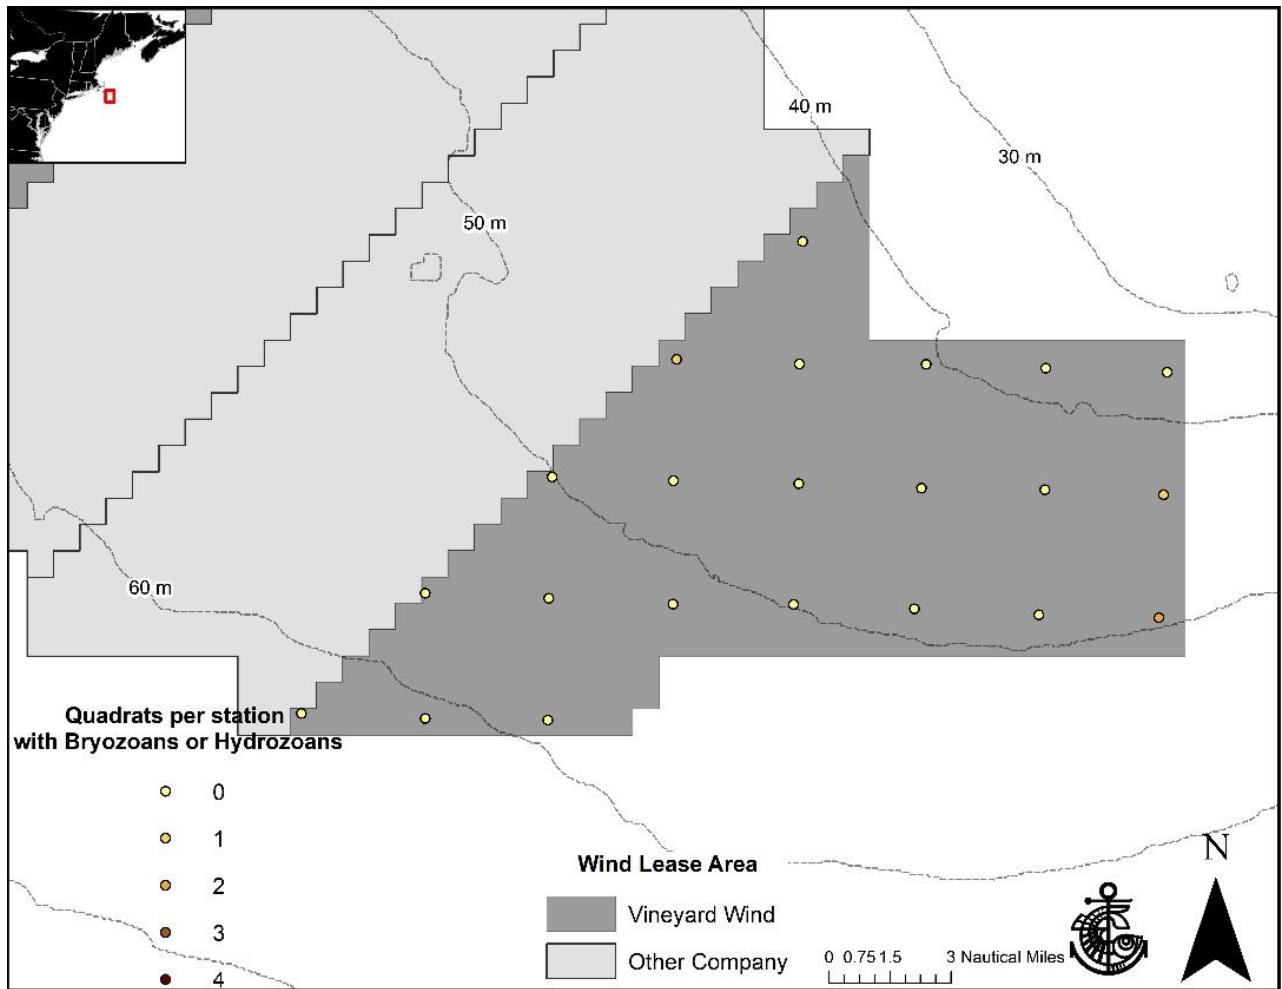 40 m
30 m
50 m
60 m
Quadrats per station
with Bryozoans or Hydrozoans
0
1
2
3
4
Wind Lease Area
Vineyard Wind
Other Company
0 0.75 1.5 3 Nautical Miles
N